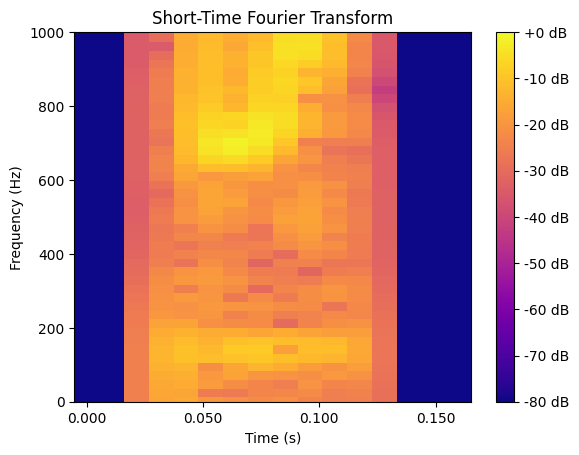 Short-Time Fourier Transform
1000
800
600
400
200
0
Frequency (Hz)
0.000
0.050
0.100
0.150
Time (s)
+0 dB
-10 dB
-20 dB
-30 dB
-40 dB
-50 dB
-60 dB
-70 dB
-80 dB